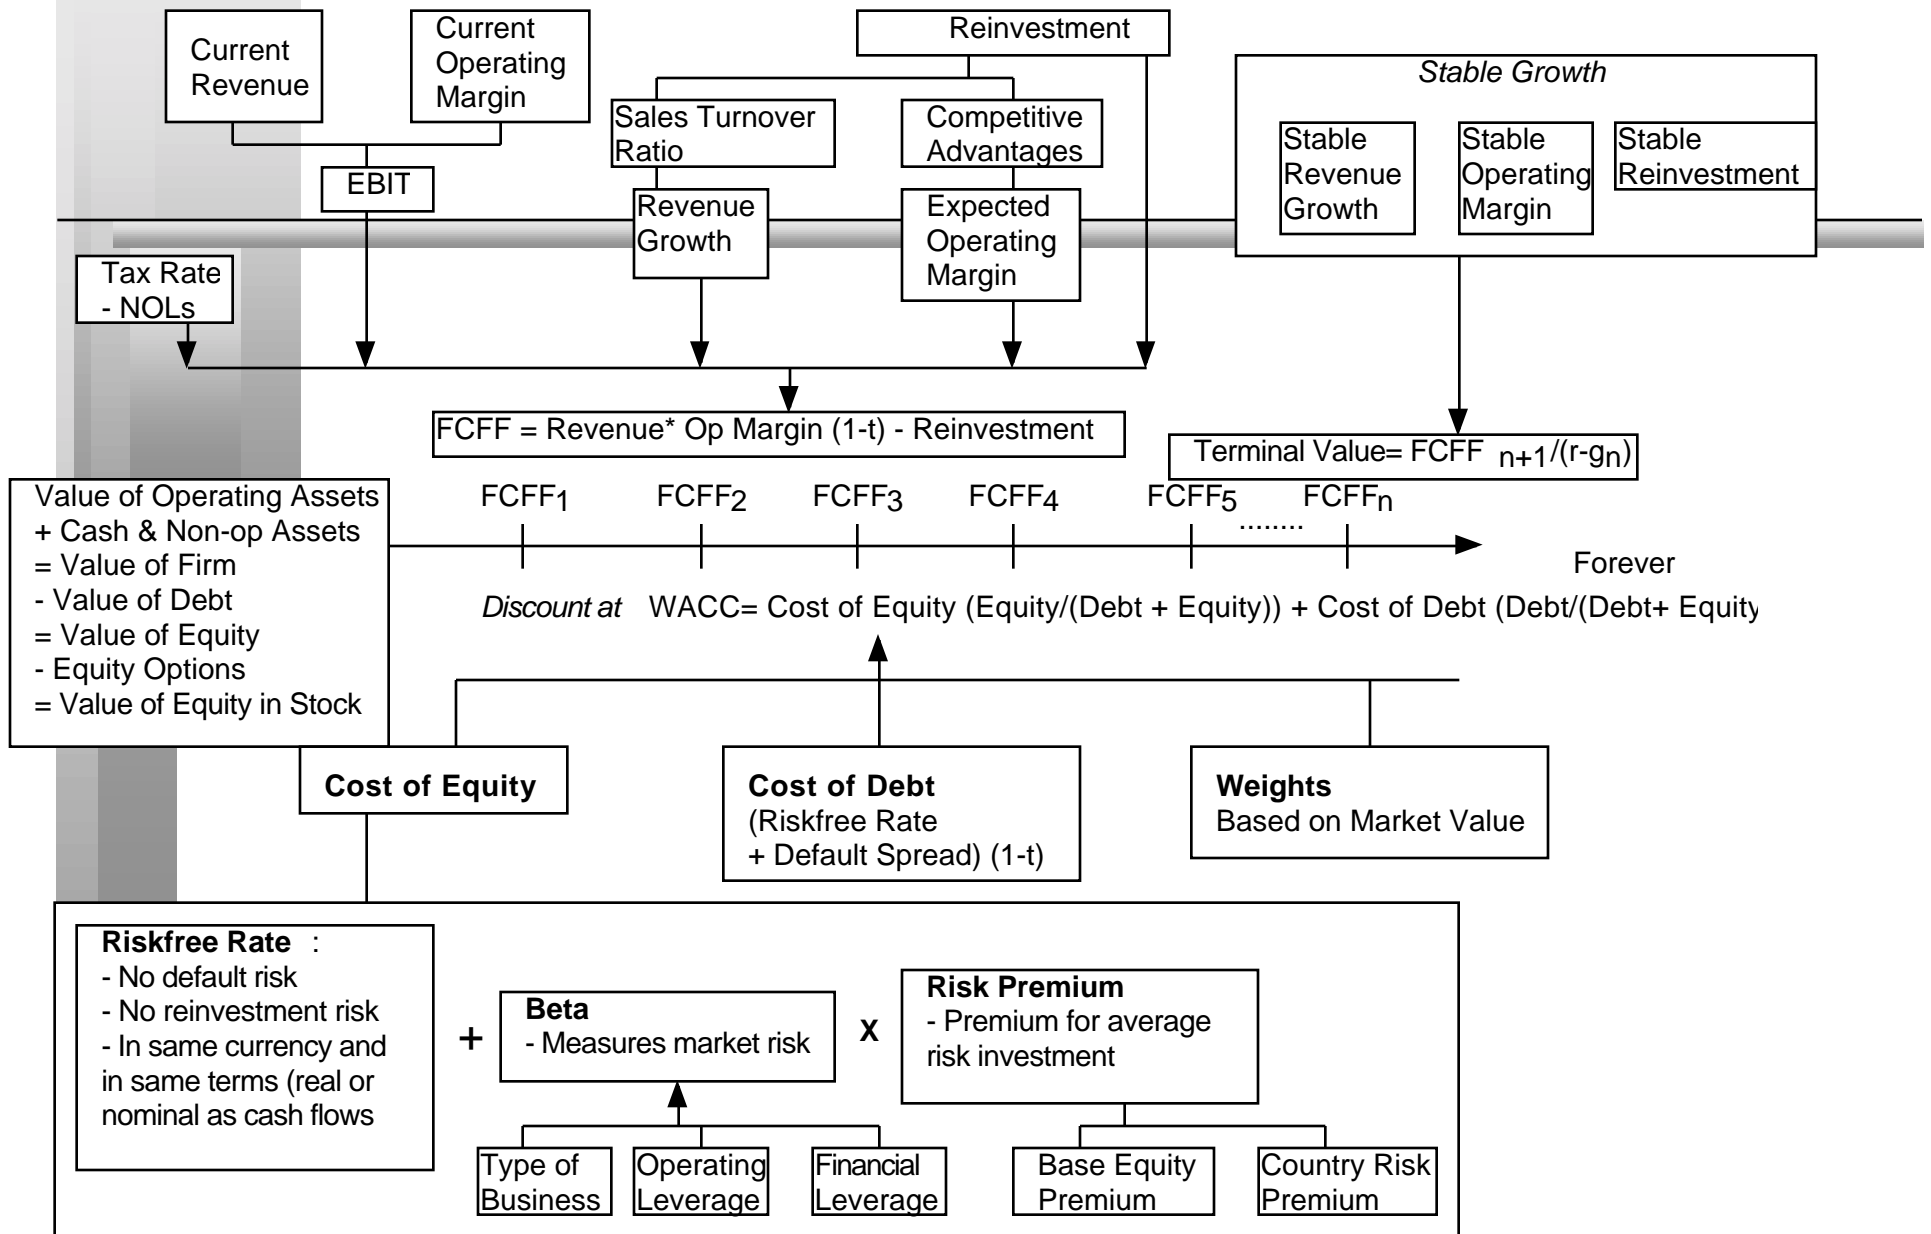 Current
Revenue
Current
Operating
Margin
Reinvestment
Stable Growth
Sales Turnover
Ratio
Competitive
Advantages
Stable
Revenue
Growth
Stable
Operating
Margin
Stable
Reinvestment
EBIT
Revenue
Growth
Expected
Operating
Margin
Tax Rate
- NOLs
FCFF = Revenue* Op Margin (1-t) - Reinvestment
Terminal Value= FCFF n+1/(r-gn)
Value of Operating Assets
+ Cash & Non-op Assets
= Value of Firm
- Value of Debt
= Value of Equity
- Equity Options
= Value of Equity in Stock
FCFF1 FCFF2 FCFF3 FCFF4 FCFF5 ........ FCFFn
Forever
Discount at WACC= Cost of Equity (Equity/(Debt + Equity)) + Cost of Debt (Debt/(Debt+ Equity
Cost of Equity
Cost of Debt
(Riskfree Rate
+ Default Spread) (1-t)
Weights
Based on Market Value
Riskfree Rate :
- No default risk
- No reinvestment risk
- In same currency and
in same terms (real or
nominal as cash flows
+
Beta
- Measures market risk
X
Risk Premium
- Premium for average
risk investment
Type of
Business
Operating
Leverage
Financial
Leverage
Base Equity
Premium
Country Risk
Premium